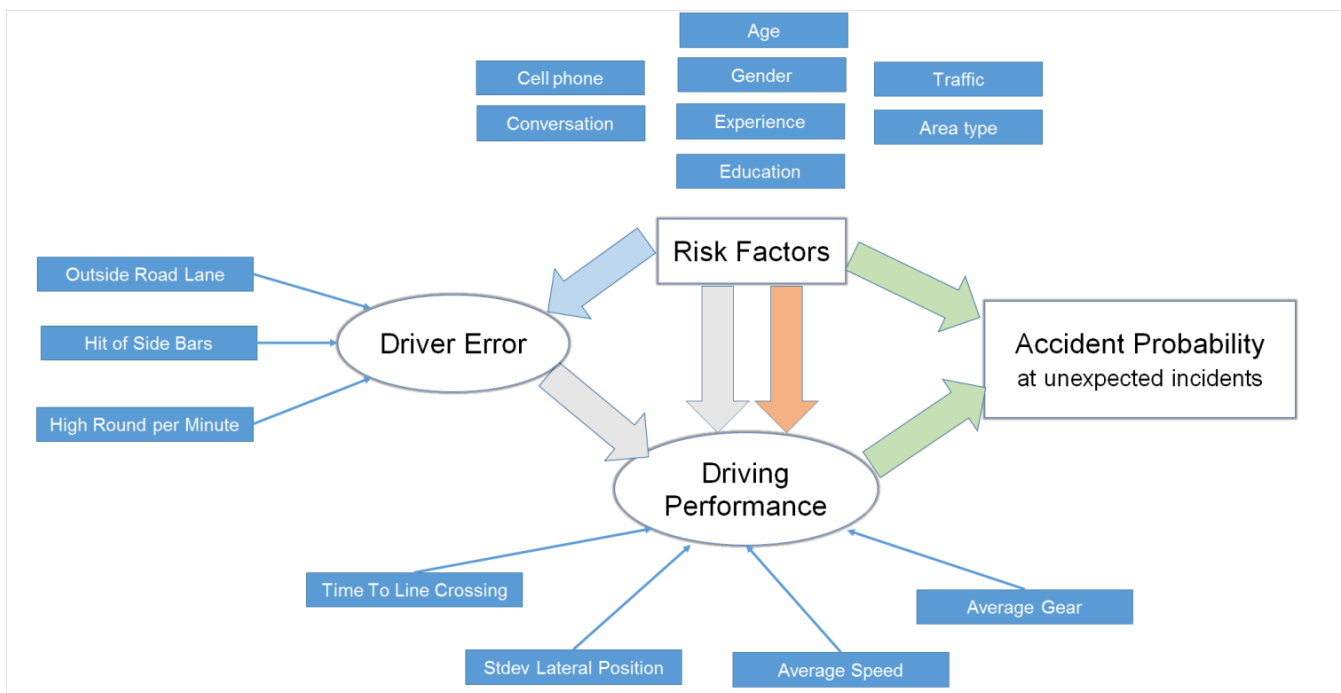 Age
Cell phone
Gender
Traffic
Conversation
Experience
Area type
Education
Risk Factors
Outside Road Lane
Hit of Side Bars
High Round per Minute
Driver Error
Accident Probability
at unexpected incidents
Driving
Performance
Time To Line Crossing
Average Gear
Stdev Lateral Position
Average Speed